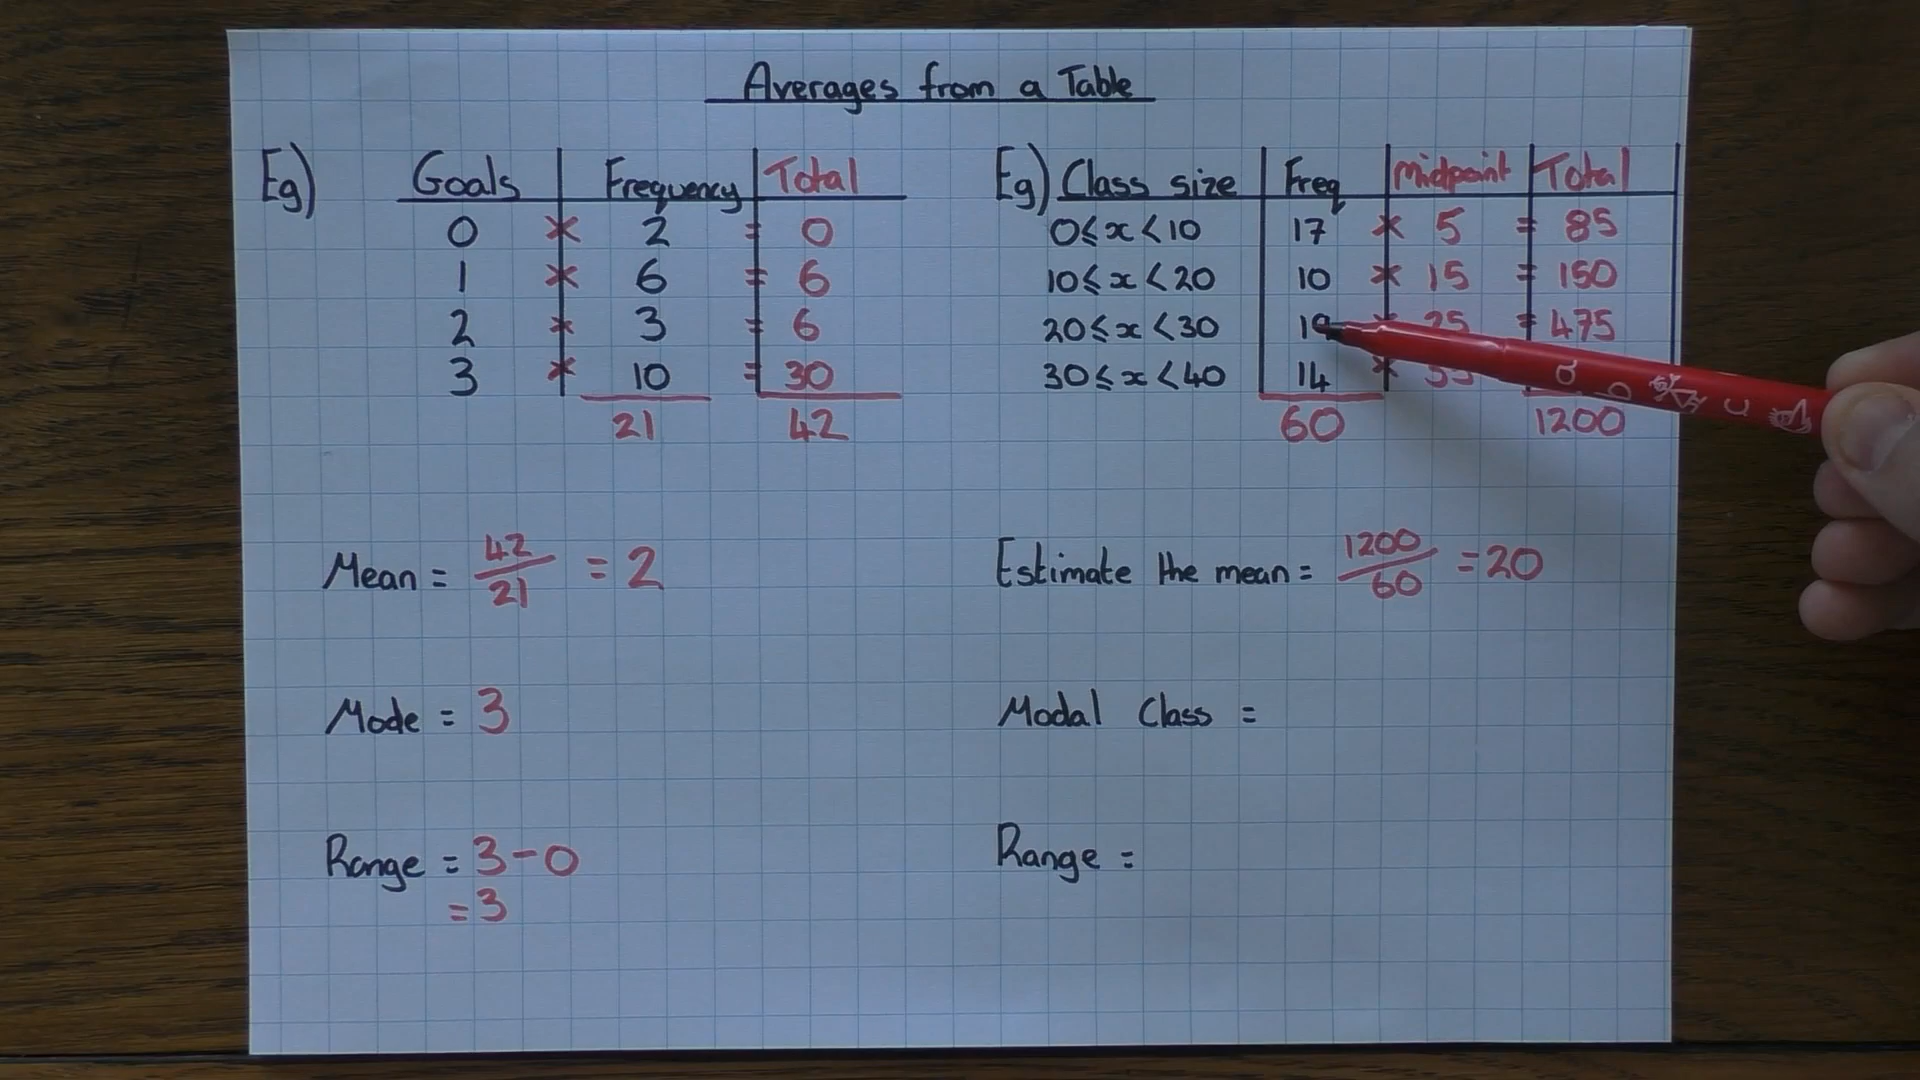 Averages from a Table
Eg) Goals Frequency Total
0 × 2 = 0
1 × 6 = 6
2 × 3 = 6
3 × 10 = 30
21 42
Mean = 42/21 = 2
Mode = 3
Range = 3-0
= 3
Eg) Class size Freq Midpoint Total
0≤x<10 17 × 5 = 85
10≤x<20 10 × 15 = 150
20≤x<30 19 × 25 = 475
30≤x<40 14 × 35
60 1200
Estimate the mean = 1200/60 = 20
Modal Class =
Range =